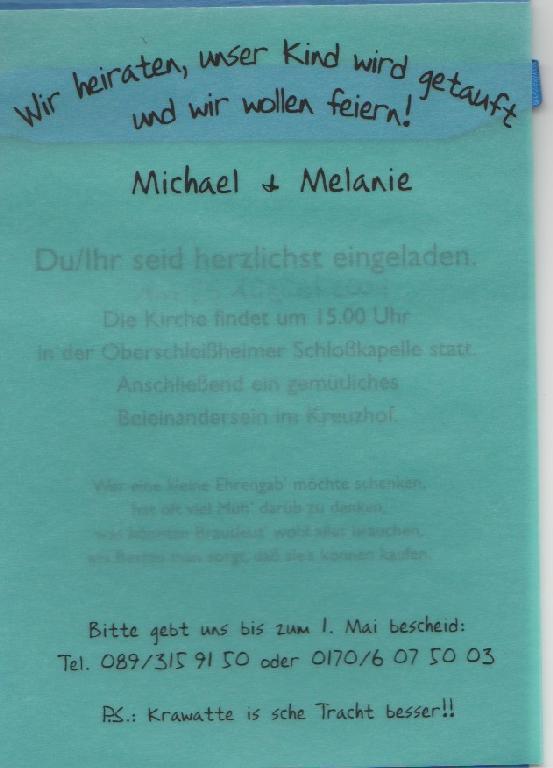 Wir heiraten, unser Kind wird getauft
und wir wollen feiern!
Michael & Melanie
Du/Ihr seid herzlichst eingeladen.
Die Kirche findet um 15.00 Uhr
in der Oberschleißheimer Schloßkapelle statt.
Anschließend ein gemütliches
Beieinandersein im Kreuzhof.
Wer eine kleine Ehrengab' möchte schenken,
hat oft viel Müh' darüb zu denken,
was könnten Brautleut' wohl alles brauchen,
am Besten man sorgt, daß sie's können kaufen.
Bitte gebt uns bis zum 1. Mai bescheid:
Tel. 089/315 91 50 oder 0170/6 07 50 03
P.S.: Krawatte is sche Tracht besser!!